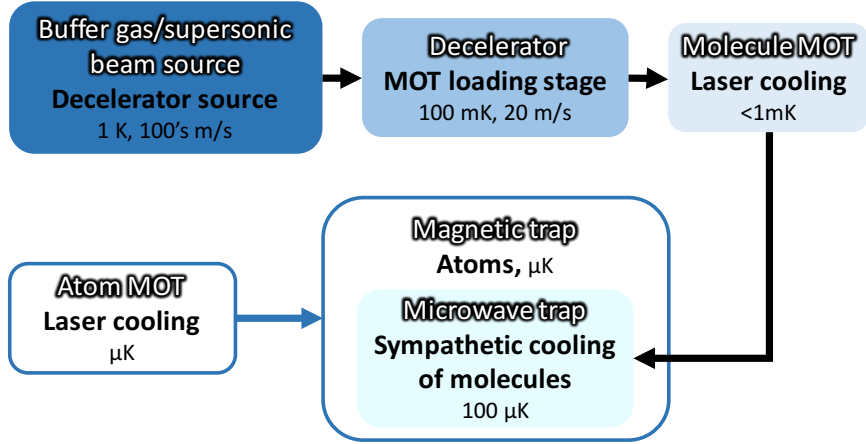 Buffer gas/supersonic
beam source
Decelerator source
1 K, 100's m/s
Decelerator
MOT loading stage
100 mK, 20 m/s
Molecule MOT
Laser cooling
<1mK
Atom MOT
Laser cooling
μK
Magnetic trap
Atoms, μK
Microwave trap
Sympathetic cooling
of molecules
100 μK